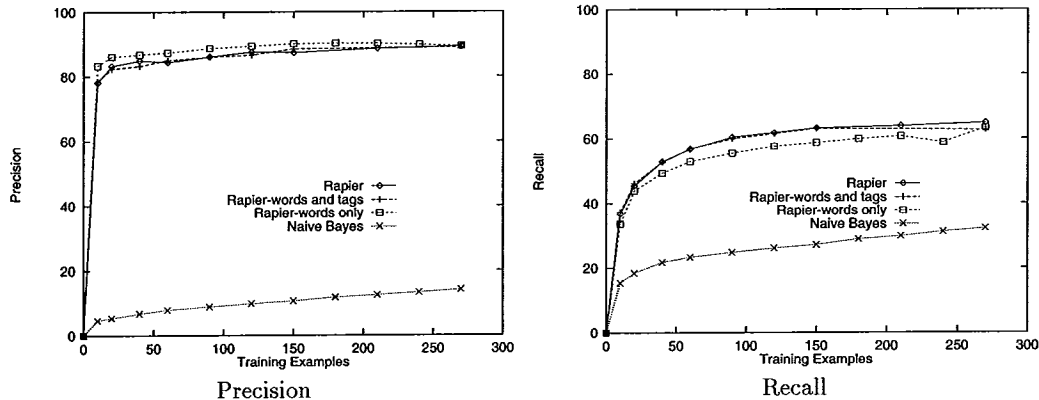 100
80
60
40
20
0
Precision
Rapier
Rapier-words and tags
Rapier-words only
Naive Bayes
0 50 100 150 200 250 300
Training Examples
Precision
100
80
60
40
20
0
Recall
Rapier
Rapier-words and tags
Rapier-words only
Naive Bayes
0 50 100 150 200 250 300
Training Examples
Recall